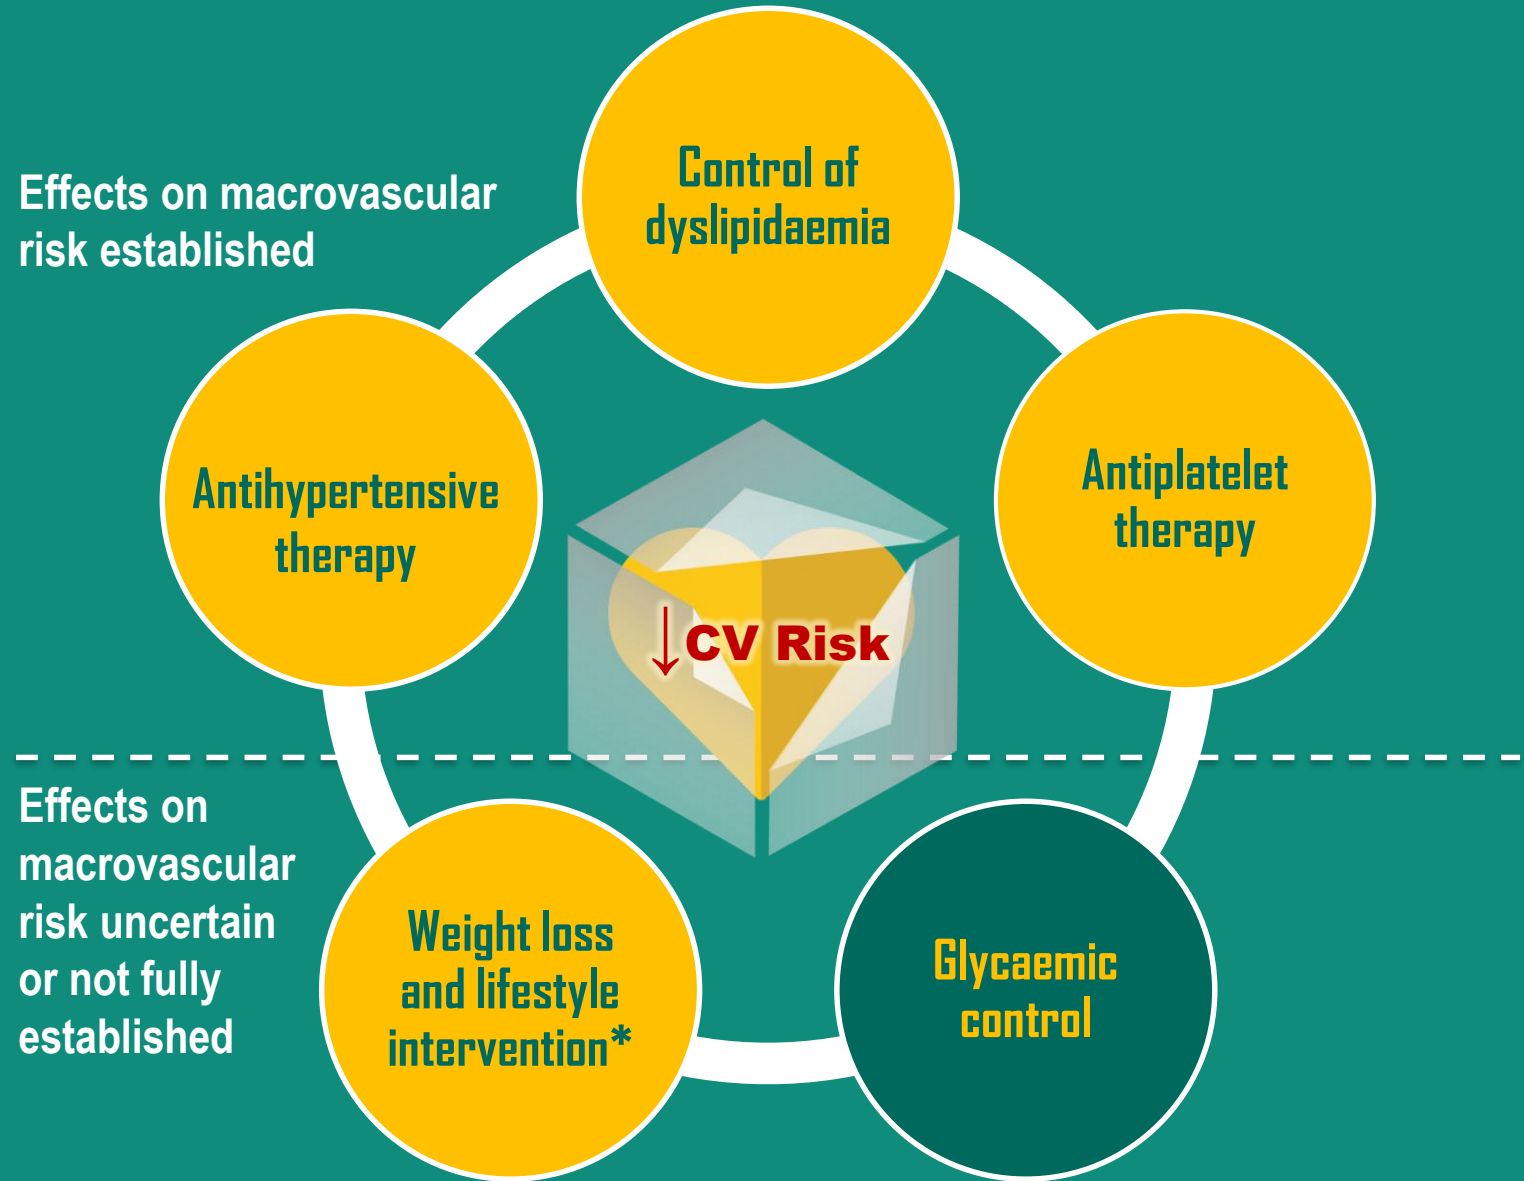 Control of
dyslipidaemia
Effects on macrovascular
risk established
Antihypertensive
therapy
Antiplatelet
therapy
↓CV Risk
Effects on
macrovascular
risk uncertain
or not fully
established
Weight loss
and lifestyle
intervention*
Glycaemic
control